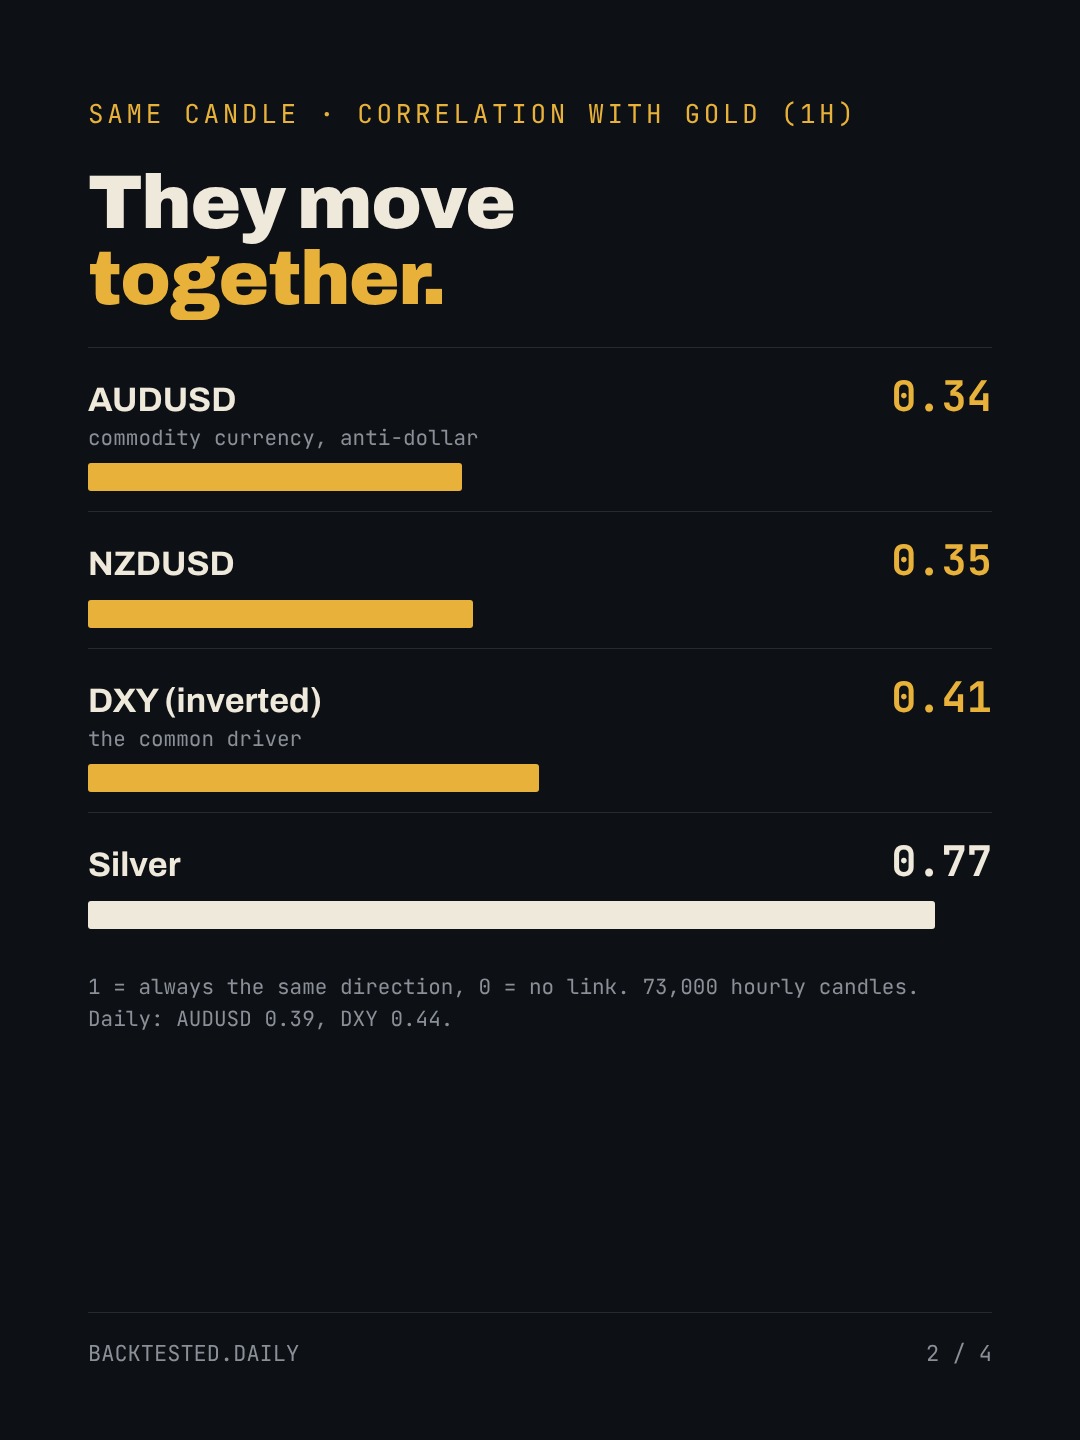 SAME CANDLE · CORRELATION WITH GOLD (1H)
They move
together.
AUDUSD 0.34
commodity currency, anti-dollar
NZDUSD 0.35
DXY (inverted) 0.41
the common driver
Silver 0.77
1 = always the same direction, 0 = no link. 73,000 hourly candles.
Daily: AUDUSD 0.39, DXY 0.44.
BACKTESTED.DAILY 2 / 4